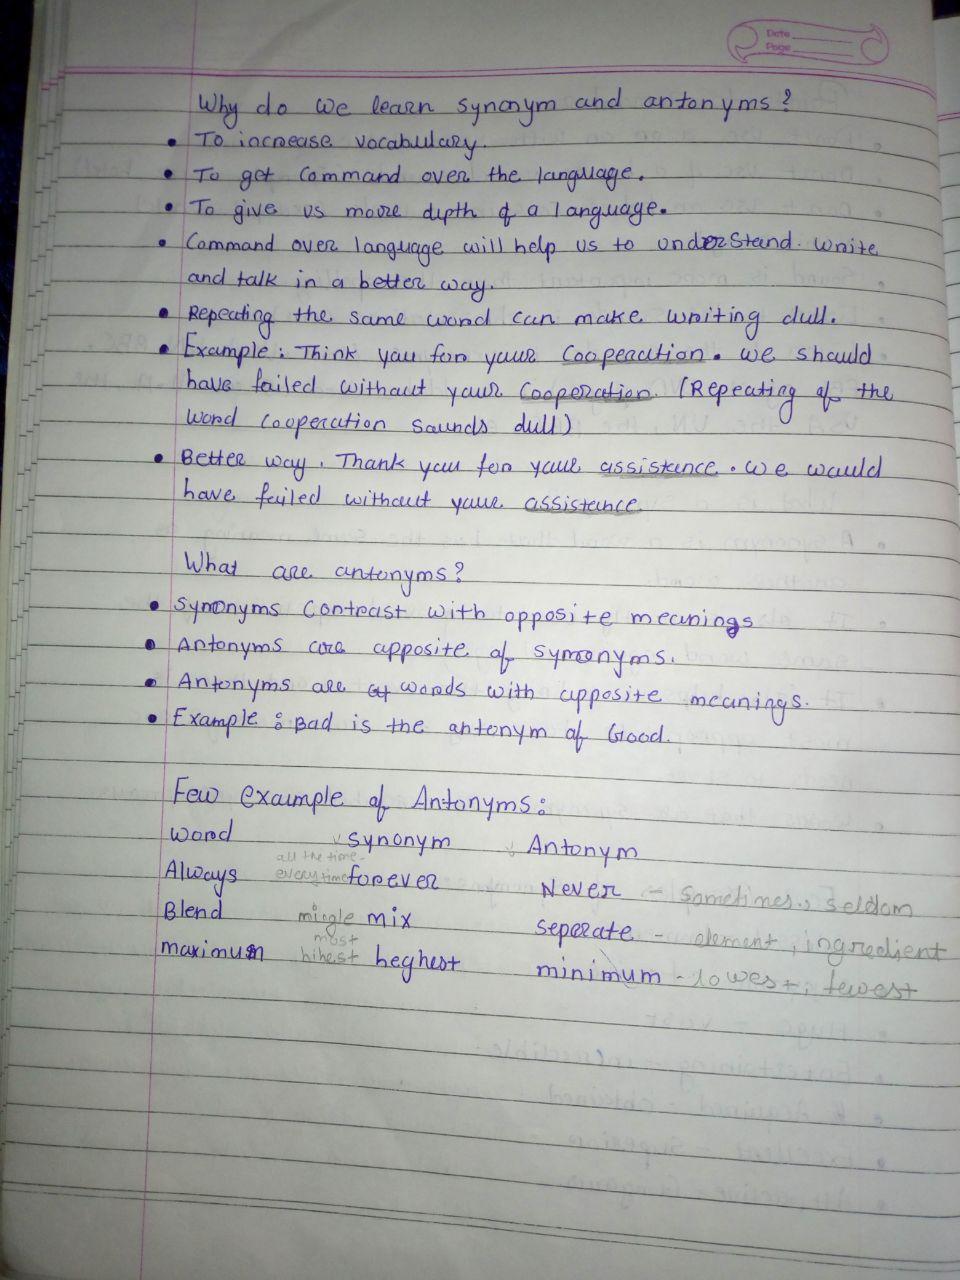 Date
Page
Why do we learn synonym and antonyms?
• To increase vocabulary.
• To get Command over the language.
• To give us more depth of a language.
• Command over language will help us to understand. Write
and talk in a better way.
• Repeating the same word can make writing dull.
• Example: Think you for your Cooperation. We should
have failed without your Cooperation. (Repeating of the
word cooperation sounds dull)
• Better way. Thank you for your assistance. We would
have failed without your assistance.
What are antonyms?
• Synonyms Contrast with opposite meanings
• Antonyms are opposite of symonyms.
• Antonyms are words with opposite meanings.
• Example: Bad is the antonym of Good.
Few example of Antonyms:
Word synonym Antonym
all the time
Always everytime forever Never - sometimes., seldom
Blend mingle mix seperate - element, ingredient
most
maximum hihest heghest minimum - lowest, fewest